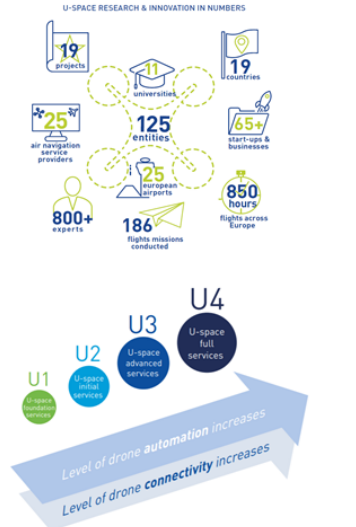 U-SPACE RESEARCH & INNOVATION IN NUMBERS
19
projects
11
universities
19
countries
25
air navigation
service
providers
125
entities
65+
start-ups &
businesses
25
european
airports
800+
experts
186
flights missions
conducted
850
hours
flights across
Europe
U4
U-space
full
services
U3
U-space
advanced
services
U2
U-space
initial
services
U1
U-space
foundation
services
Level of drone automation increases
Level of drone connectivity increases